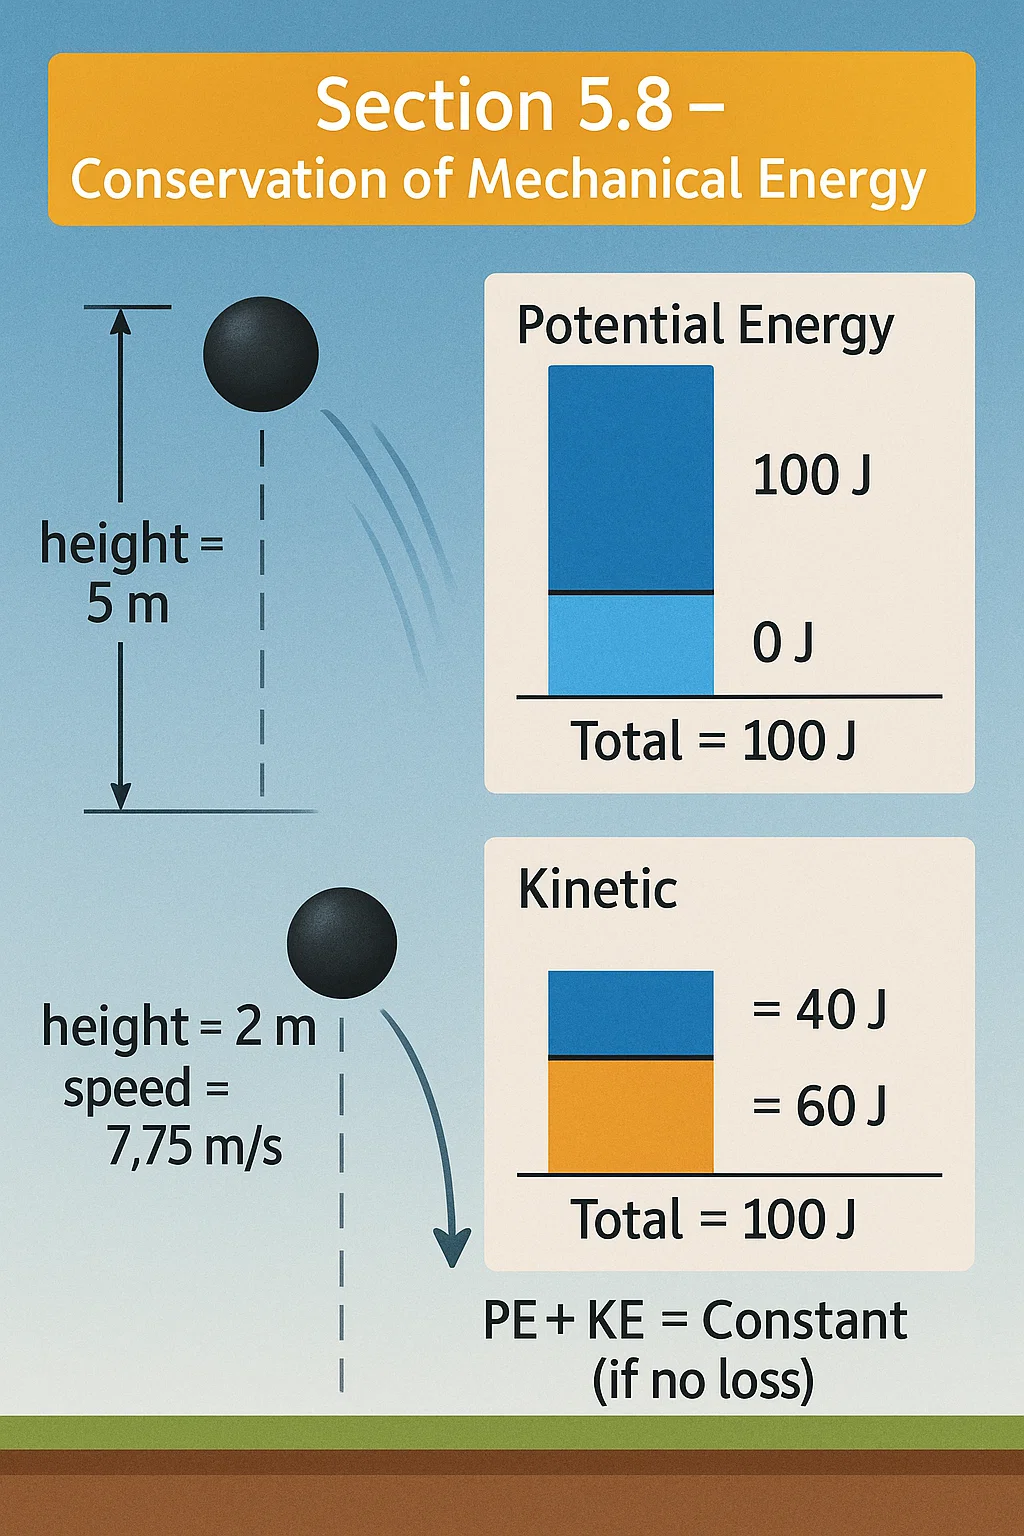 Section 5.8 –
Conservation of Mechanical Energy
height =
5 m
Potential Energy
100 J
0 J
Total = 100 J
height = 2 m
speed =
7,75 m/s
Kinetic
= 40 J
= 60 J
Total = 100 J
PE + KE = Constant
(if no loss)